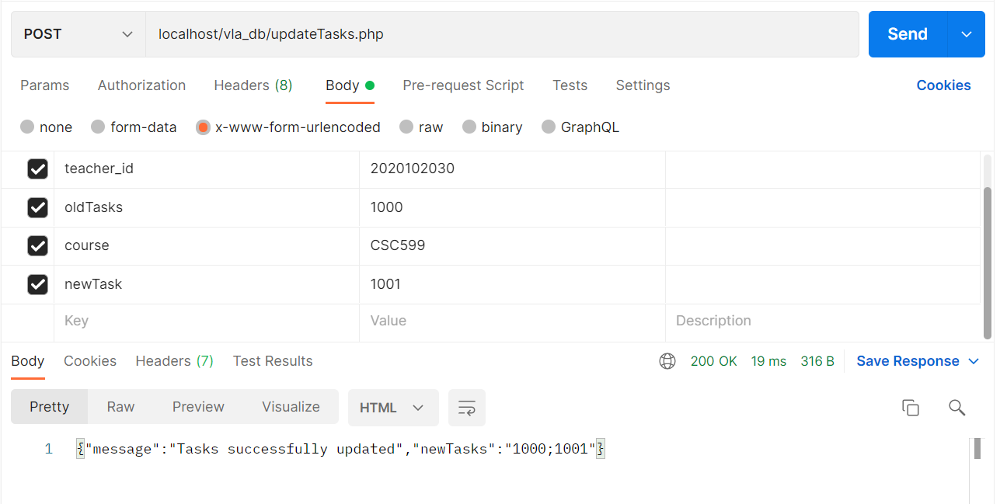 POST localhost/vla_db/updateTasks.php Send
Params Authorization Headers (8) Body Pre-request Script Tests Settings Cookies
none form-data x-www-form-urlencoded raw binary GraphQL
teacher_id 2020102030
oldTasks 1000
course CSC599
newTask 1001
Key Value Description
Body Cookies Headers (7) Test Results 200 OK 19 ms 316 B Save Response
Pretty Raw Preview Visualize HTML
1 {"message":"Tasks successfully updated","newTasks":"1000;1001"}